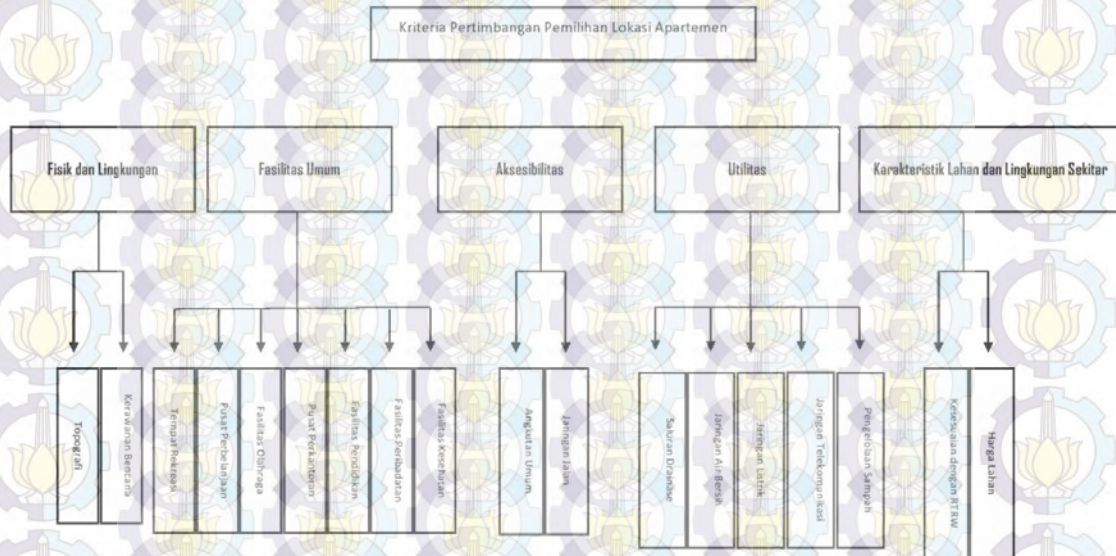 Kriteria Pertimbangan Pemilihan Lokasi Apartemen
Fisik dan Lingkungan
Fasilitas Umum
Aksesibilitas
Utilitas
Karakteristik Lahan dan Lingkungan Sekitar
Topografi
Kerawanan Bencana
Tempat Rekreasi
Pusat Perbelanjaan
Fasilitas Olahraga
Pusat Perkantoran
Fasilitas Pendidikan
Fasilitas Peribadatan
Fasilitas Kesehatan
Angkutan Umum
Jaringan Jalan
Saluran Drainase
Jaringan Air Bersih
Jaringan Listrik
Jaringan Telekomunikasi
Pengelolaan Sampah
Kesesuaian dengan RTRW
Harga Lahan